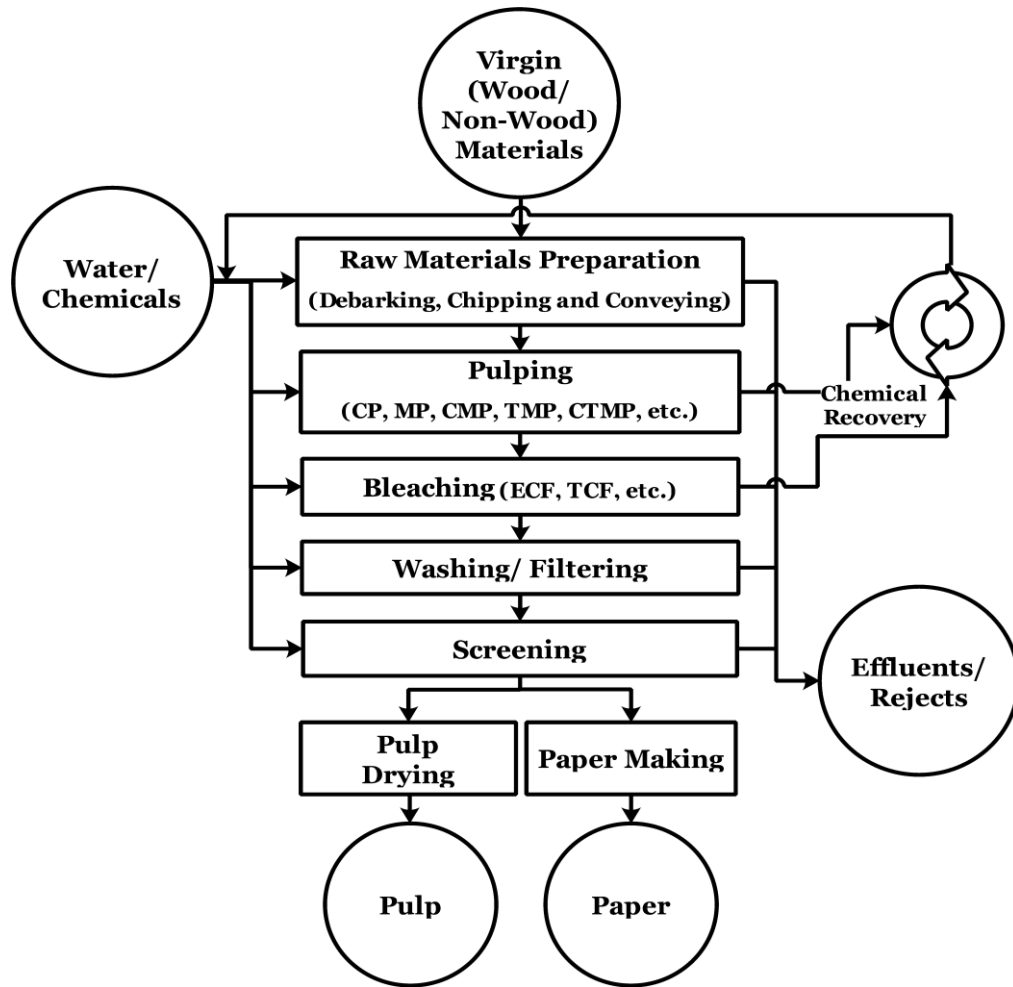 Virgin
(Wood/
Non-Wood)
Materials
Water/
Chemicals
Raw Materials Preparation
(Debarking, Chipping and Conveying)
Pulping
(CP, MP, CMP, TMP, CTMP, etc.)
Chemical
Recovery
Bleaching (ECF, TCF, etc.)
Washing/ Filtering
Screening
Effluents/
Rejects
Pulp
Drying
Paper Making
Pulp
Paper